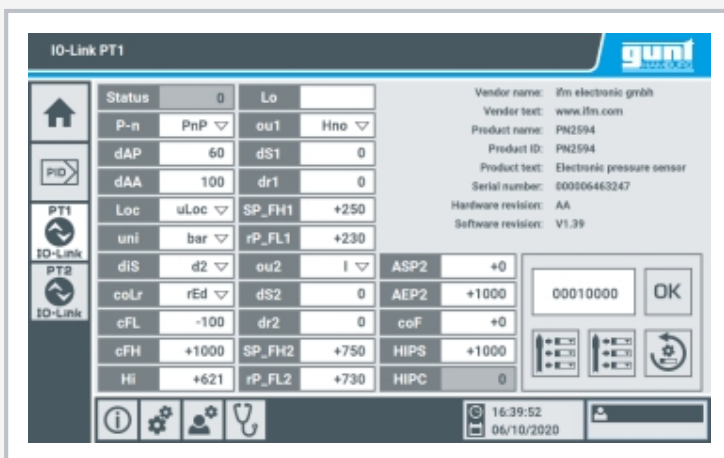 IO-Link PT1
gunt
HAMBURG
Status 0 Lo
P-n PnP ou1 Hno
dAP 60 dS1 0
dAA 100 dr1 0
Loc uLoc SP_FH1 +250
uni bar rP_FL1 +230
diS d2 ou2 I ASP2 +0
coLr rEd dS2 0 AEP2 +1000
cFL -100 dr2 0 coF +0
cFH +1000 SP_FH2 +750 HIPS +1000
Hi +621 rP_FL2 +730 HIPC 0
Vendor name: ifm electronic gmbh
Vendor text: www.ifm.com
Product name: PN2594
Product ID: PN2594
Product text: Electronic pressure sensor
Serial number: 000006463247
Hardware revision: AA
Software revision: V1.39
PID
PT1
IO-Link
PT2
IO-Link
00010000 OK
16:39:52
06/10/2020